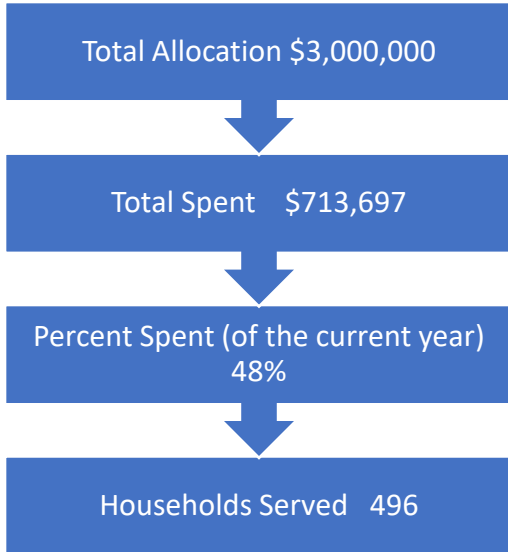 Total Allocation $3,000,000
Total Spent $713,697
Percent Spent (of the current year)
48%
Households Served 496